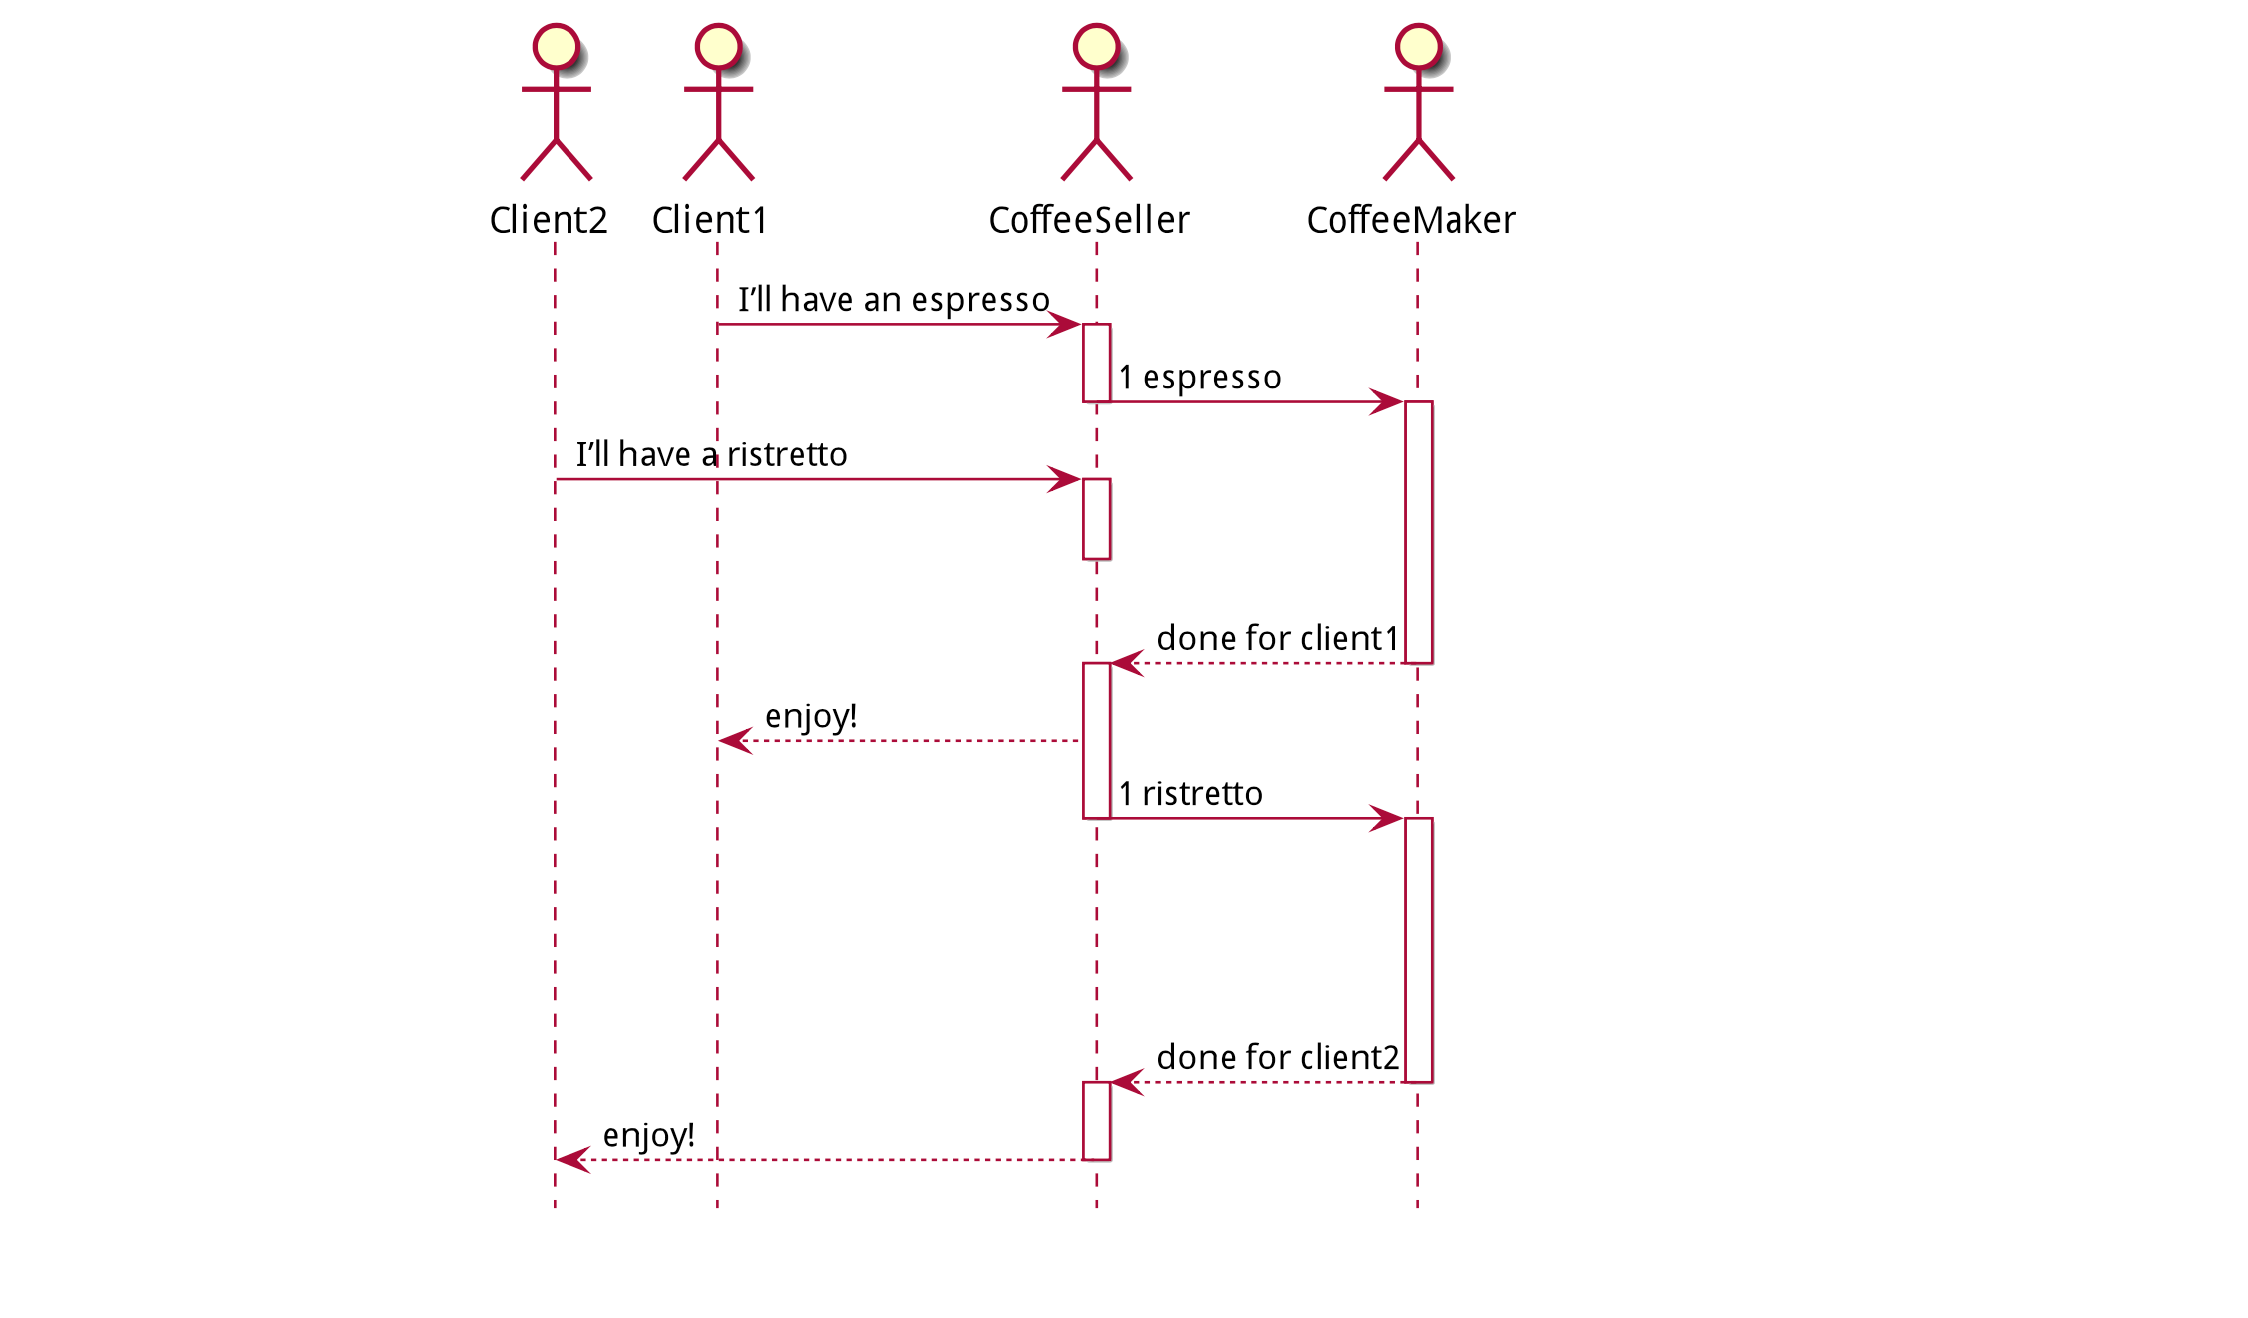 Client2
Client1
CoffeeSeller
CoffeeMaker
I'll have an espresso
1 espresso
I'll have a ristretto
done for client1
enjoy!
1 ristretto
done for client2
enjoy!